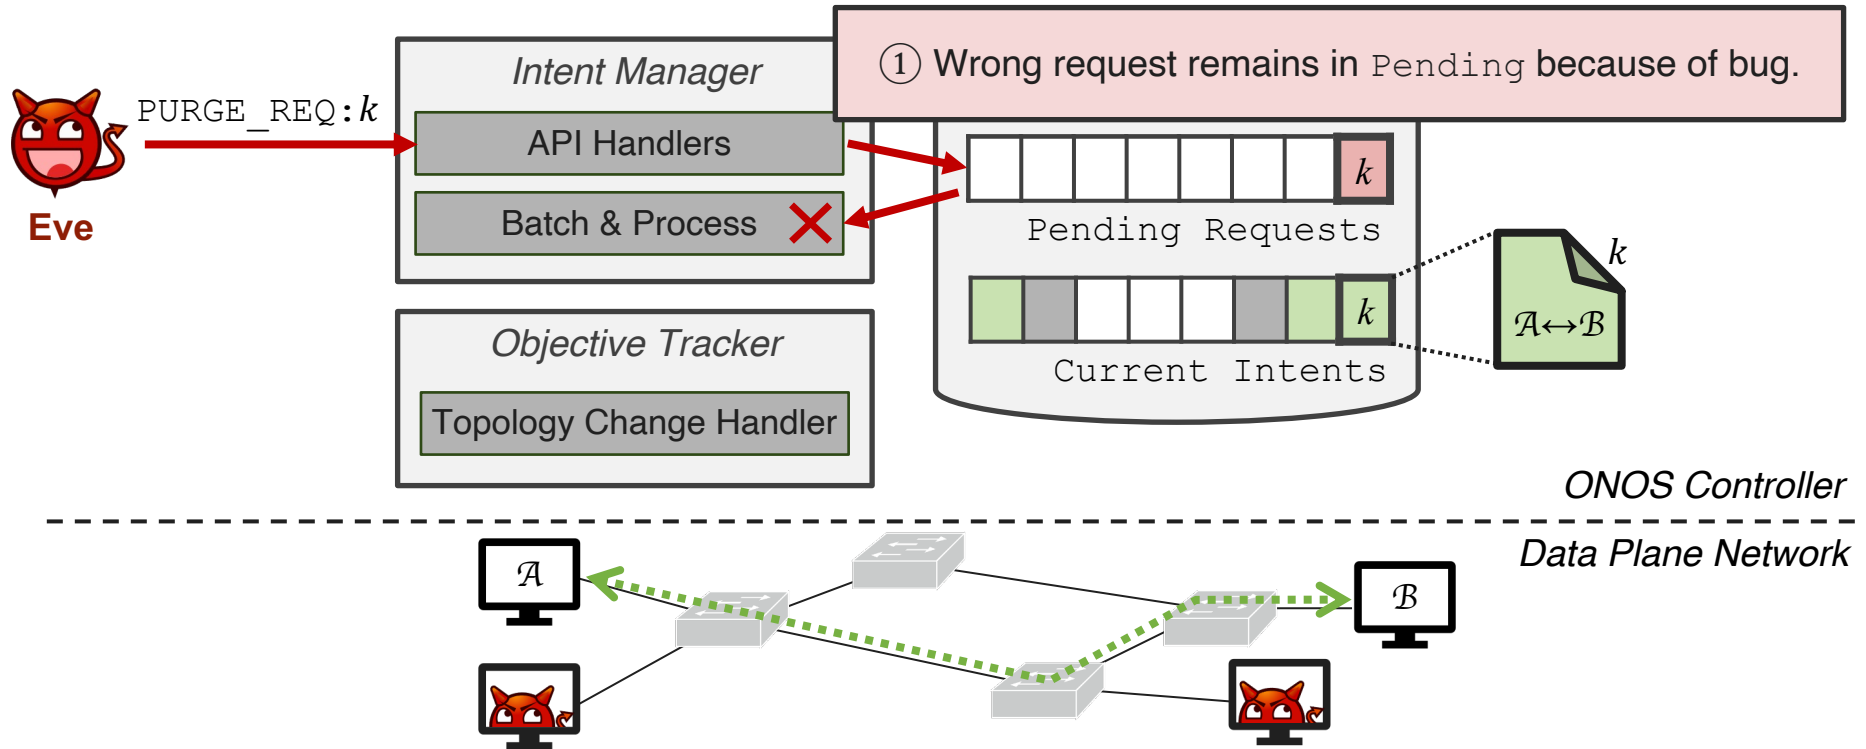 ① Wrong request remains in Pending because of bug.
Intent Manager
PURGE_REQ:k
API Handlers
k
Eve
Batch & Process
Pending Requests
k
k
𝒜↔ℬ
Objective Tracker
Current Intents
Topology Change Handler
ONOS Controller
Data Plane Network
𝒜
ℬ